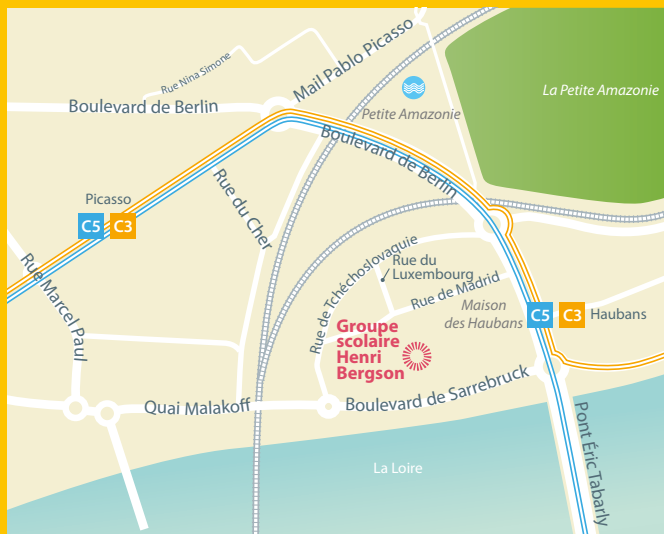 Rue Nina Simone
Mail Pablo Picasso
Boulevard de Berlin
Petite Amazonie
La Petite Amazonie
Boulevard de Berlin
Picasso
C5 C3
Rue du Cher
Rue Marcel Paul
Rue de Tchéchoslovaquie
Rue du
Luxembourg
Rue de Madrid
Maison
des Haubans
C5 C3 Haubans
Groupe
scolaire
Henri
Bergson
Quai Malakoff
Boulevard de Sarrebruck
Pont Éric Tabarly
La Loire